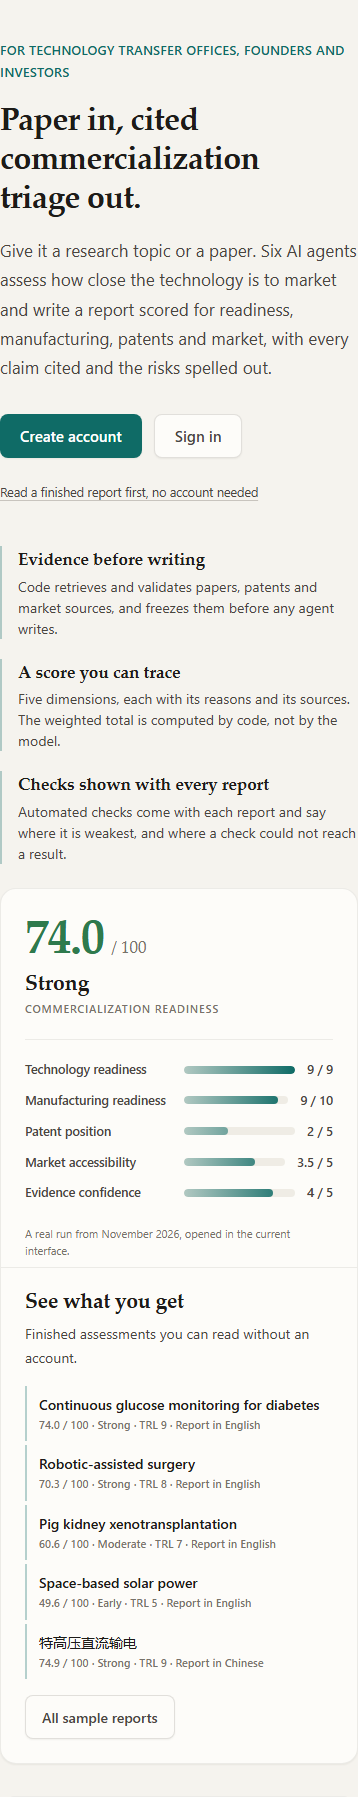 FOR TECHNOLOGY TRANSFER OFFICES, FOUNDERS AND
INVESTORS
Paper in, cited
commercialization
triage out.
Give it a research topic or a paper. Six AI agents
assess how close the technology is to market
and write a report scored for readiness,
manufacturing, patents and market, with every
claim cited and the risks spelled out.
Create account
Sign in
Read a finished report first, no account needed
Evidence before writing
Code retrieves and validates papers, patents and
market sources, and freezes them before any agent
writes.
A score you can trace
Five dimensions, each with its reasons and its sources.
The weighted total is computed by code, not by the
model.
Checks shown with every report
Automated checks come with each report and say
where it is weakest, and where a check could not reach
a result.
74.0 / 100
Strong
COMMERCIALIZATION READINESS
Technology readiness 9 / 9
Manufacturing readiness 9 / 10
Patent position 2 / 5
Market accessibility 3.5 / 5
Evidence confidence 4 / 5
A real run from November 2026, opened in the current
interface.
See what you get
Finished assessments you can read without an
account.
Continuous glucose monitoring for diabetes
74.0 / 100 · Strong · TRL 9 · Report in English
Robotic-assisted surgery
70.3 / 100 · Strong · TRL 8 · Report in English
Pig kidney xenotransplantation
60.6 / 100 · Moderate · TRL 7 · Report in English
Space-based solar power
49.6 / 100 · Early · TRL 5 · Report in English
特高压直流输电
74.9 / 100 · Strong · TRL 9 · Report in Chinese
All sample reports